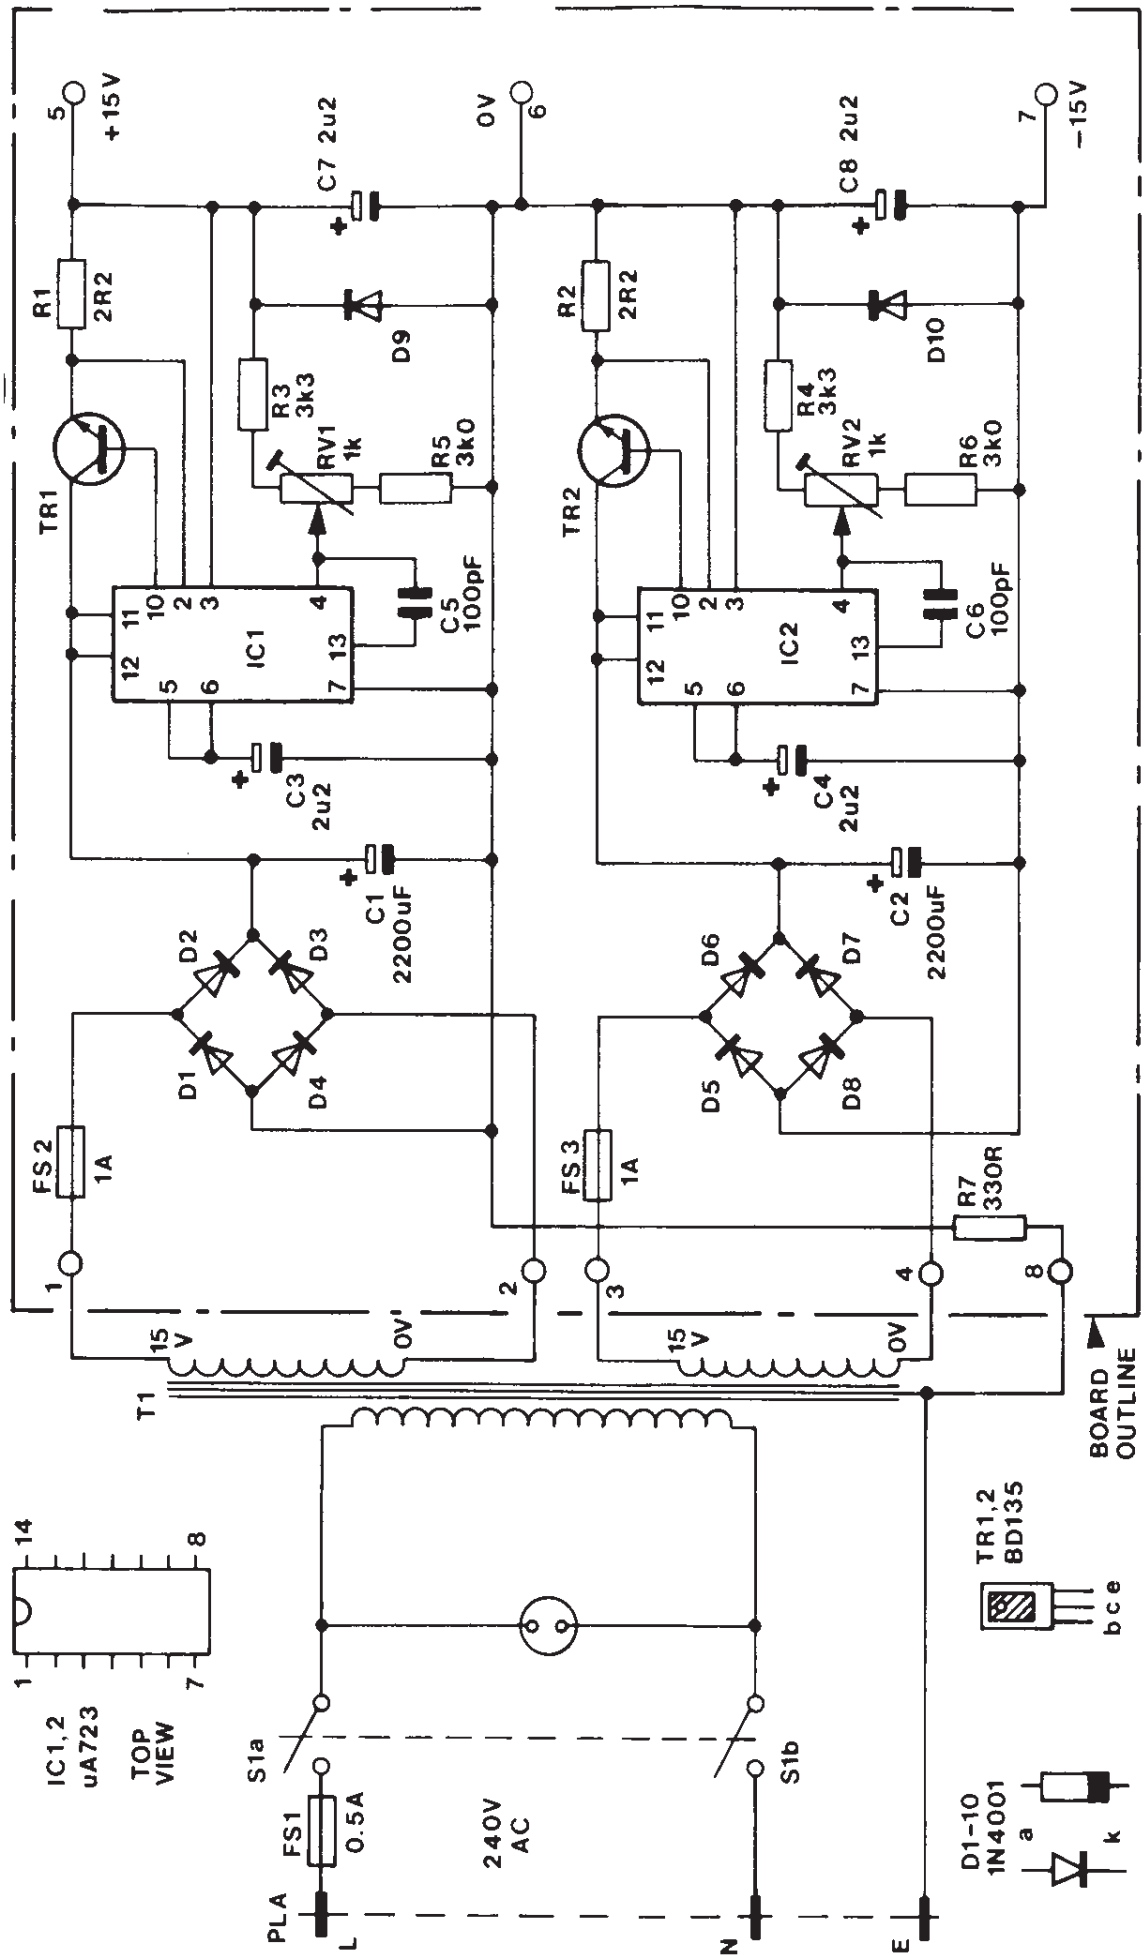 IC1,2
uA723
TOP
VIEW
1
14
7
8
PLA
L
N
E
FS1
0.5A
240V
AC
S1a
S1b
D1-10
1N4001
a
k
TR1,2
BD135
b c e
BOARD
OUTLINE
T1
15
V
0V
15
V
0V
1
2
3
4
8
FS2
1A
D1
D2
D3
D4
+
C1
2200uF
+
C3
2u2
IC1
12
11
10
2
3
4
5
6
13
7
C5
100pF
TR1
R1
2R2
R3
3k3
RV1
1k
R5
3k0
D9
+
C7 2u2
5
+15V
0V
6
FS3
1A
D5
D6
D7
D8
+
C2
2200uF
+
C4
2u2
IC2
12
11
10
2
3
4
5
6
13
7
C6
100pF
TR2
R2
2R2
R4
3k3
RV2
1k
R6
3k0
D10
+
C8 2u2
7
-15V
R7
330R